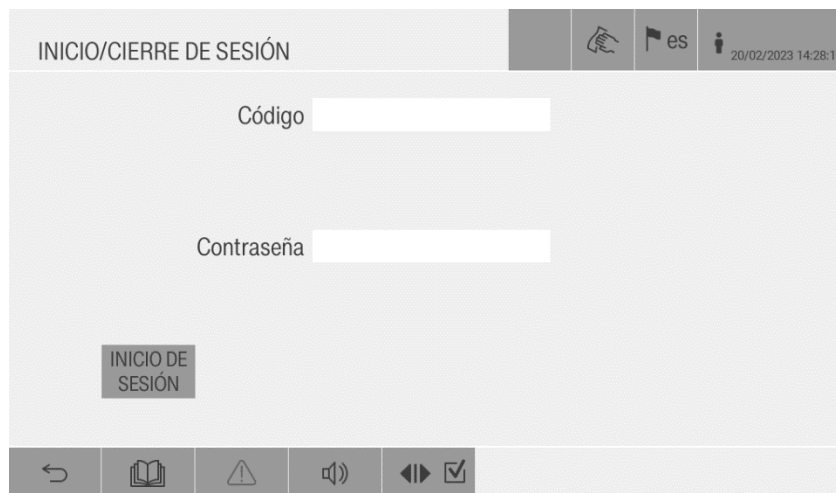 INICIO/CIERRE DE SESIÓN
es
20/02/2023 14:28:1
Código
Contraseña
INICIO DE
SESIÓN